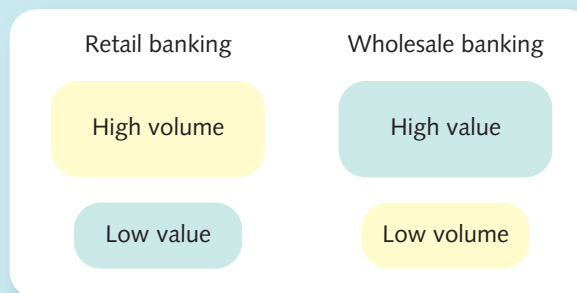 Retail banking
High volume
Low value
Wholesale banking
High value
Low volume